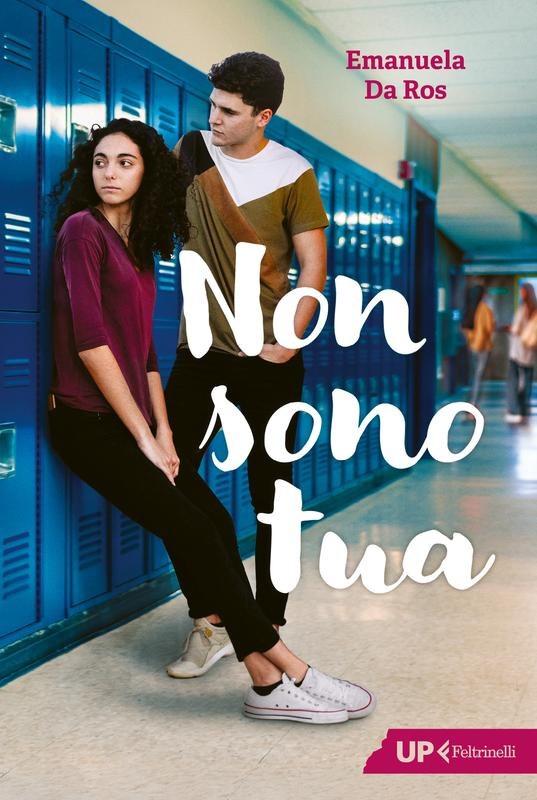 Emanuela
Da Ros
Non
sono
tua
UP Feltrinelli